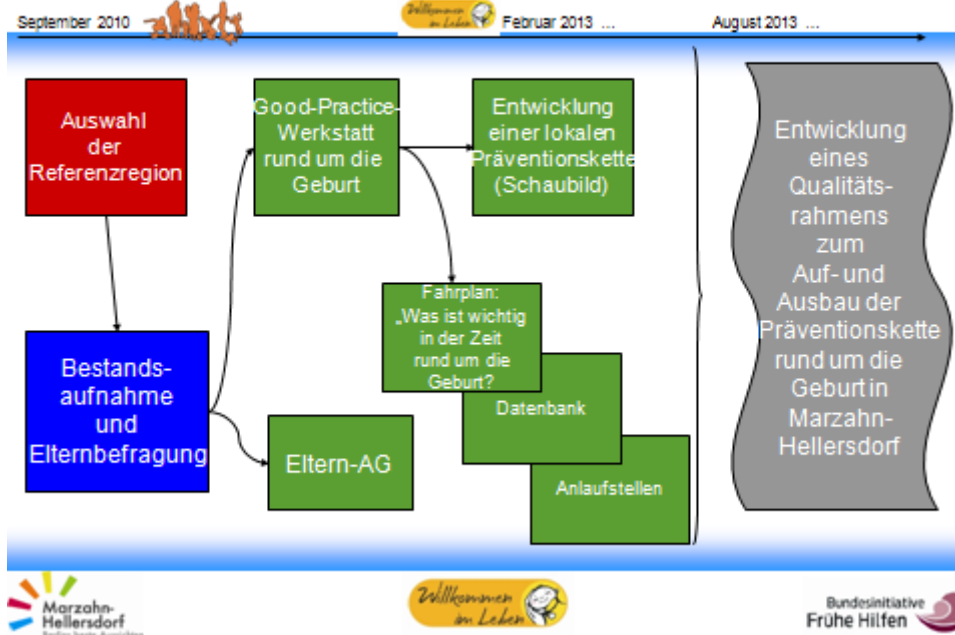 September 2010
Willkommen
im Leben
Februar 2013 ...
August 2013 ...
Auswahl
der
Referenzregion
Good-Practice-
Werkstatt
rund um die
Geburt
Entwicklung
einer lokalen
Präventionskette
(Schaubild)
Entwicklung
eines
Qualitäts-
rahmens
zum
Auf- und
Ausbau der
Präventionskette
rund um die
Geburt in
Marzahn-
Hellersdorf
Fahrplan:
„Was ist wichtig
in der Zeit
rund um die
Geburt?
Bestands-
aufnahme
und
Elternbefragung
Datenbank
Eltern-AG
Anlaufstellen
Marzahn-
Hellersdorf
Willkommen
im Leben
Bundesinitiative
Frühe Hilfen